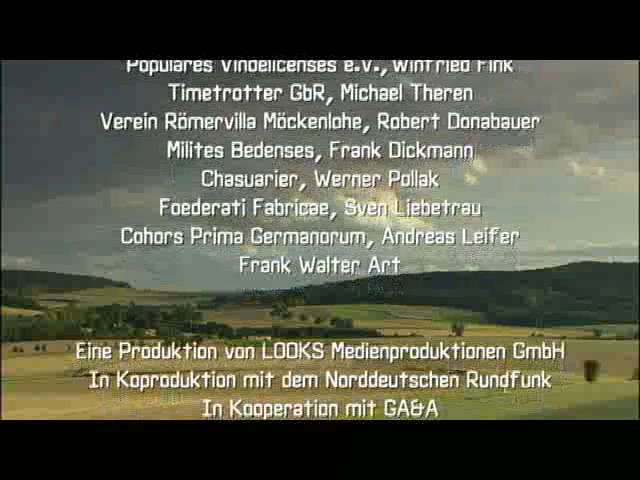 Populares Vindelicenses e.V., Winfried Fink
Timetrotter GbR, Michael Theren
Verein Römervilla Möckenlohe, Robert Donabauer
Milites Bedenses, Frank Dickmann
Chasuarier, Werner Pollak
Foederati Fabricae, Sven Liebetrau
Cohors Prima Germanorum, Andreas Leifer
Frank Walter Art
Eine Produktion von LOOKS Medienproduktionen GmbH
In Koproduktion mit dem Norddeutschen Rundfunk
In Kooperation mit GA&A